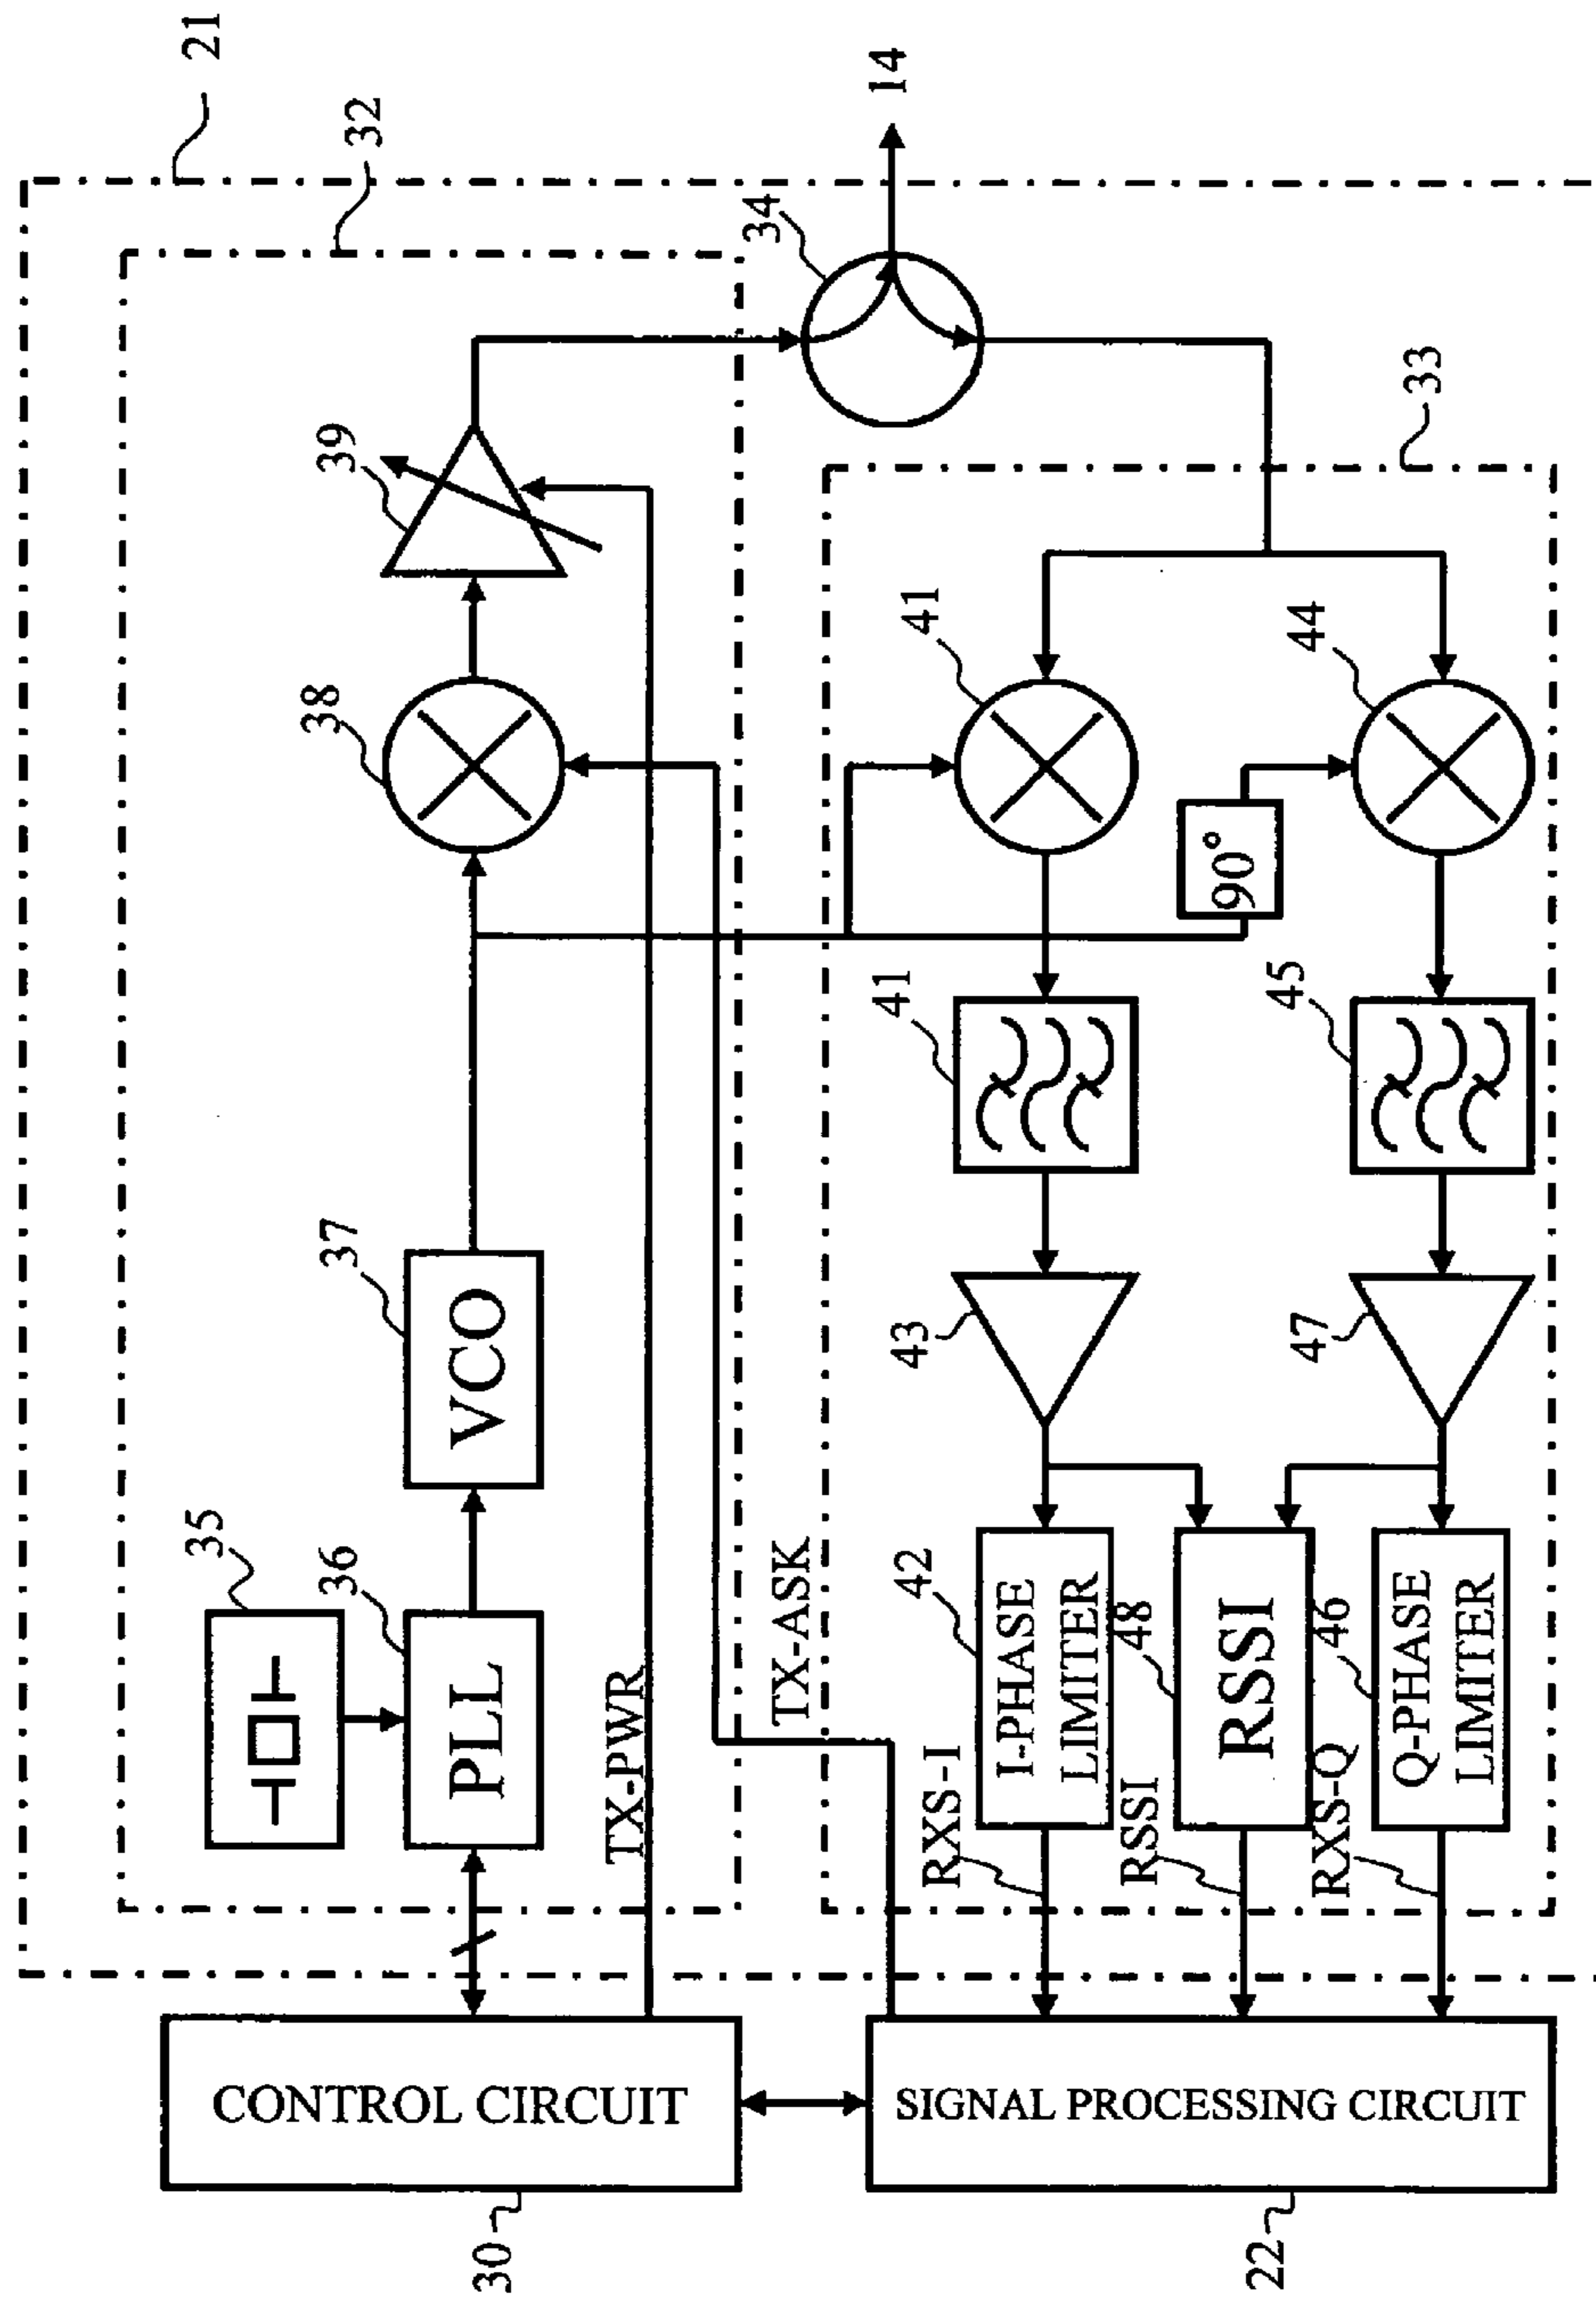 21
32
35
36
PLL
37
VCO
38
39
TX-PWR
34
14
TX-ASK
33
41
41
43
42
I-PHASE
LIMITER
RXS-I
90°
48
RSSI
RSSI
44
45
47
46
Q-PHASE
LIMITER
RXS-Q
CONTROL CIRCUIT
30
SIGNAL PROCESSING CIRCUIT
22